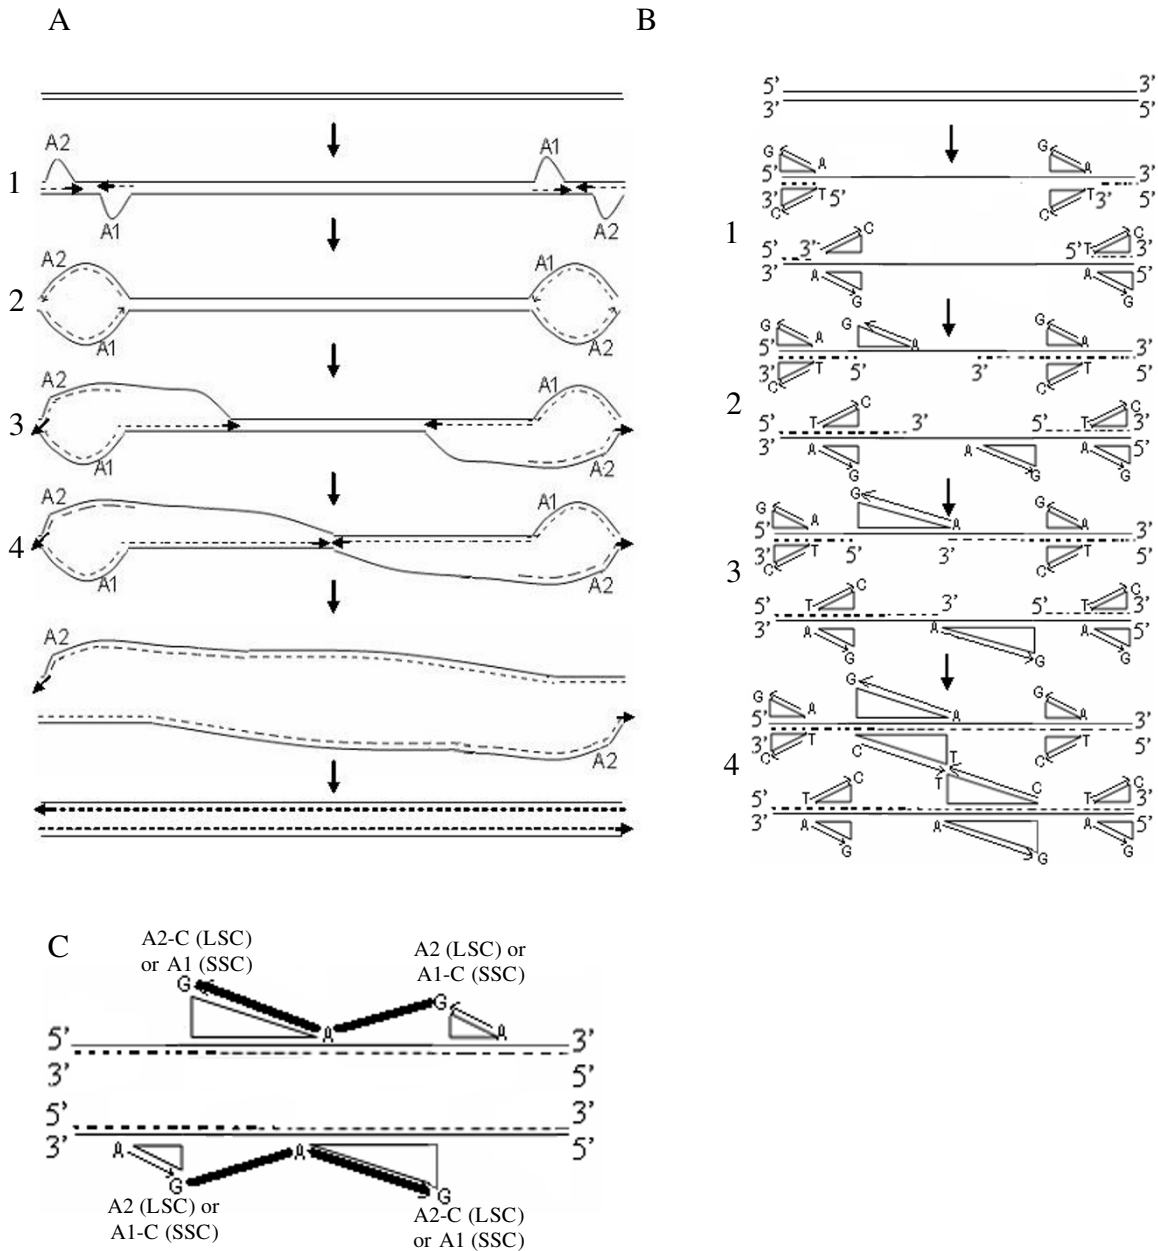 A
A2
A1
1
A1
A2
A2
A1
2
A1
A2
A2
A1
3
A1
A2
A2
A1
4
A1
A2
A2
A2
B
5’ 3’
3’ 5’
G A G A
5’ 3’
3’ T 5’ T 3’ 5’
C C
1
C T C
5’ 3’ 5’ 3’
3’ 5’
A G A G
G A G A G A
5’ 3’
3’ T 5’ 3’ T 5’
C C
2
T C T C
5’ 3’ 5’ 3’
3’ 5’
A G A G A G
G A G A G A
5’ 3’
3’ T 5’ 3’ T 5’
C C
3
T C T C
5’ 3’ 5’ 3’
3’ 5’
A G A G A G
G A G A G A
5’ 3’
3’ T C T T 5’
C C
4
T C T C T C
5’ 3’
3’ 5’
A G A G A G
C
A2-C (LSC)
or A1 (SSC)
A2 (LSC) or
A1-C (SSC)
G A G A
5’ 3’
3’ 5’
5’ 3’
3’ 5’
A G A G
A2 (LSC) or
A1-C (SSC)
A2-C (LSC)
or A1 (SSC)